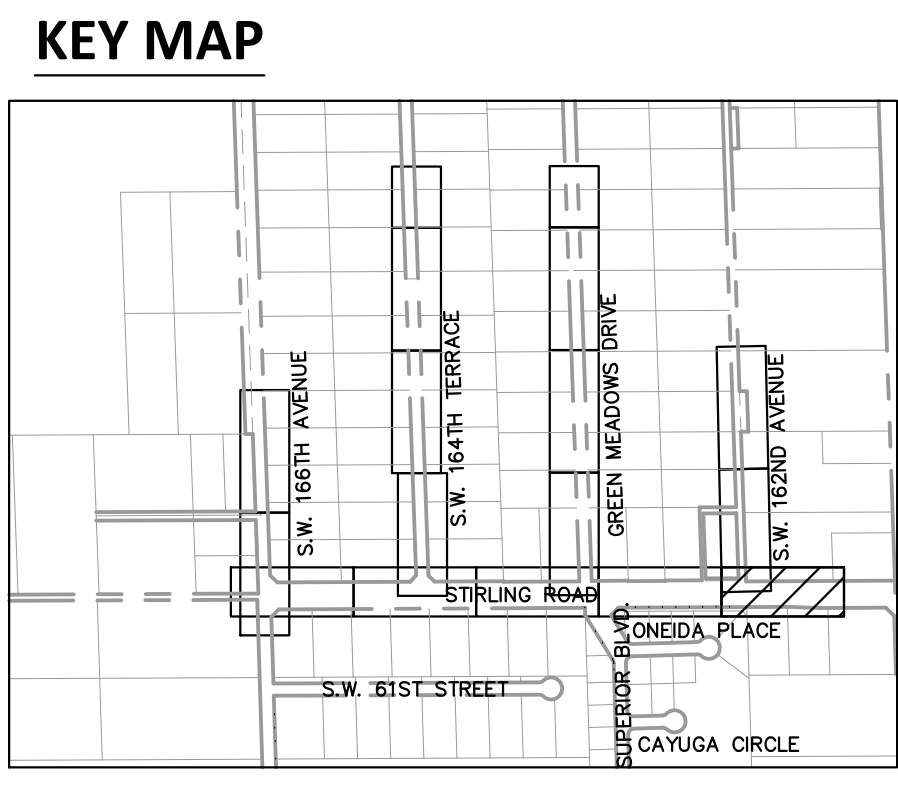 KEY MAP
S.W. 166TH AVENUE
S.W. 164TH TERRACE
GREEN MEADOWS DRIVE
S.W. 162ND AVENUE
STIRLING ROAD
ONEIDA PLACE
S.W. 61ST STREET
SUPERIOR BLVD
CAYUGA CIRCLE